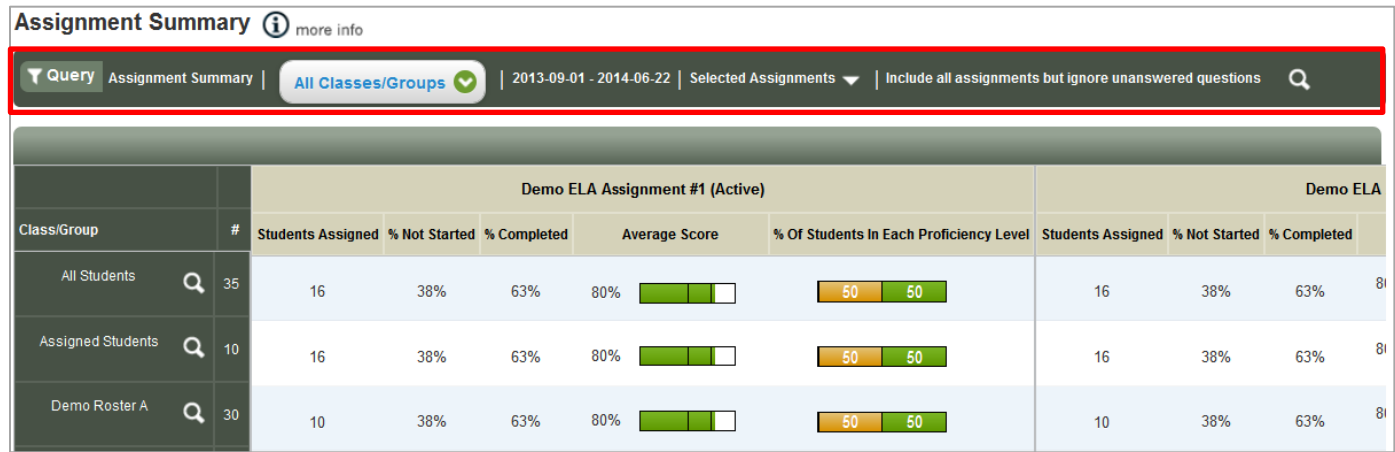 Assignment Summary i more info
Query Assignment Summary | All Classes/Groups | 2013-09-01 - 2014-06-22 | Selected Assignments | Include all assignments but ignore unanswered questions
Demo ELA Assignment #1 (Active) Demo ELA
Class/Group # Students Assigned % Not Started % Completed Average Score % Of Students In Each Proficiency Level Students Assigned % Not Started % Completed
All Students 35 16 38% 63% 80% 50 50 16 38% 63%
Assigned Students 10 16 38% 63% 80% 50 50 16 38% 63%
Demo Roster A 30 10 38% 63% 80% 50 50 10 38% 63%